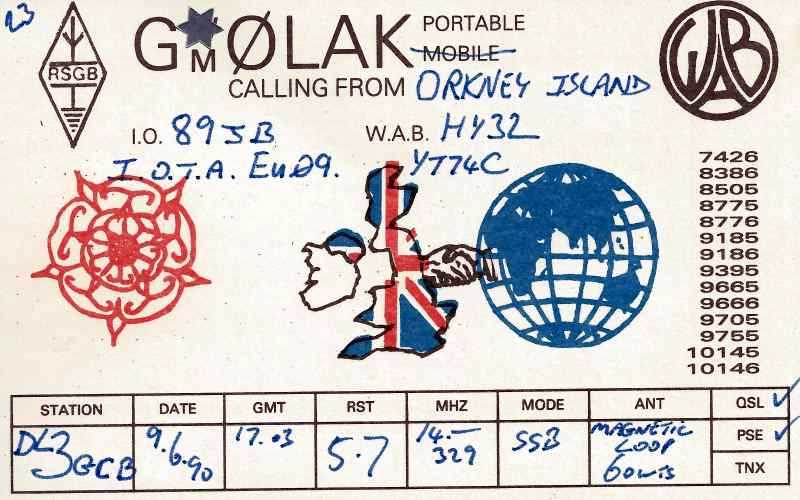 23
GMØLAK PORTABLE
MOBILE
CALLING FROM ORKNEY ISLAND
RSGB
WAB
I.O. 89JB W.A.B. HY32
I.O.T.A. EU09. Y774C
7426
8386
8505
8775
8776
9185
9186
9395
9665
9666
9705
9755
10145
10146
STATION DATE GMT RST MHZ MODE ANT QSL ✓
DL3GCB 9.6.90 17.03 5.7 14.– 329 SSB MAGNETIC LOOP 60WTS
PSE ✓
TNX